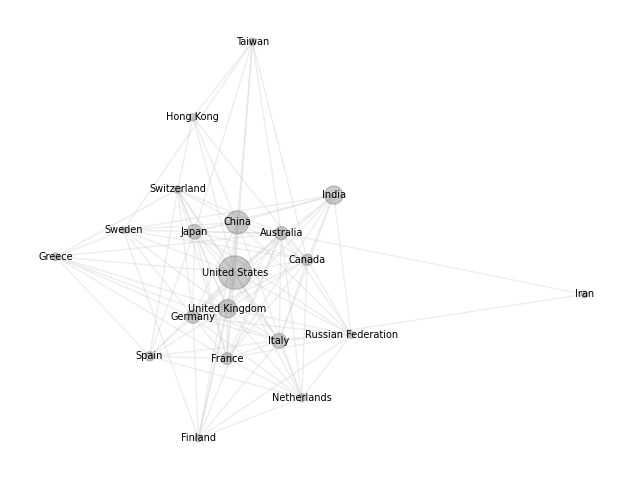 Taiwan
Hong Kong
Switzerland
India
China
Sweden
Japan
Australia
Greece
Canada
United States
Iran
United Kingdom
Germany
Russian Federation
Italy
Spain
France
Netherlands
Finland